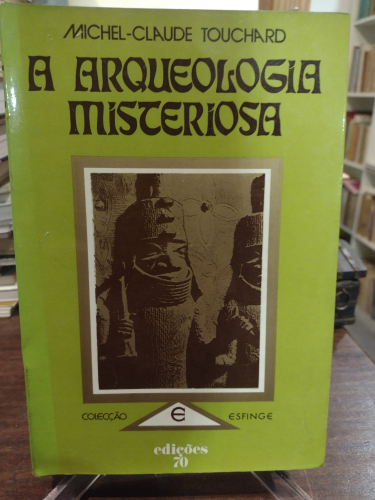 MICHEL-CLAUDE TOUCHARD
A ARQUEOLOGIA
MISTERIOSA
COLECÇÃO E ESFINGE
edições
70